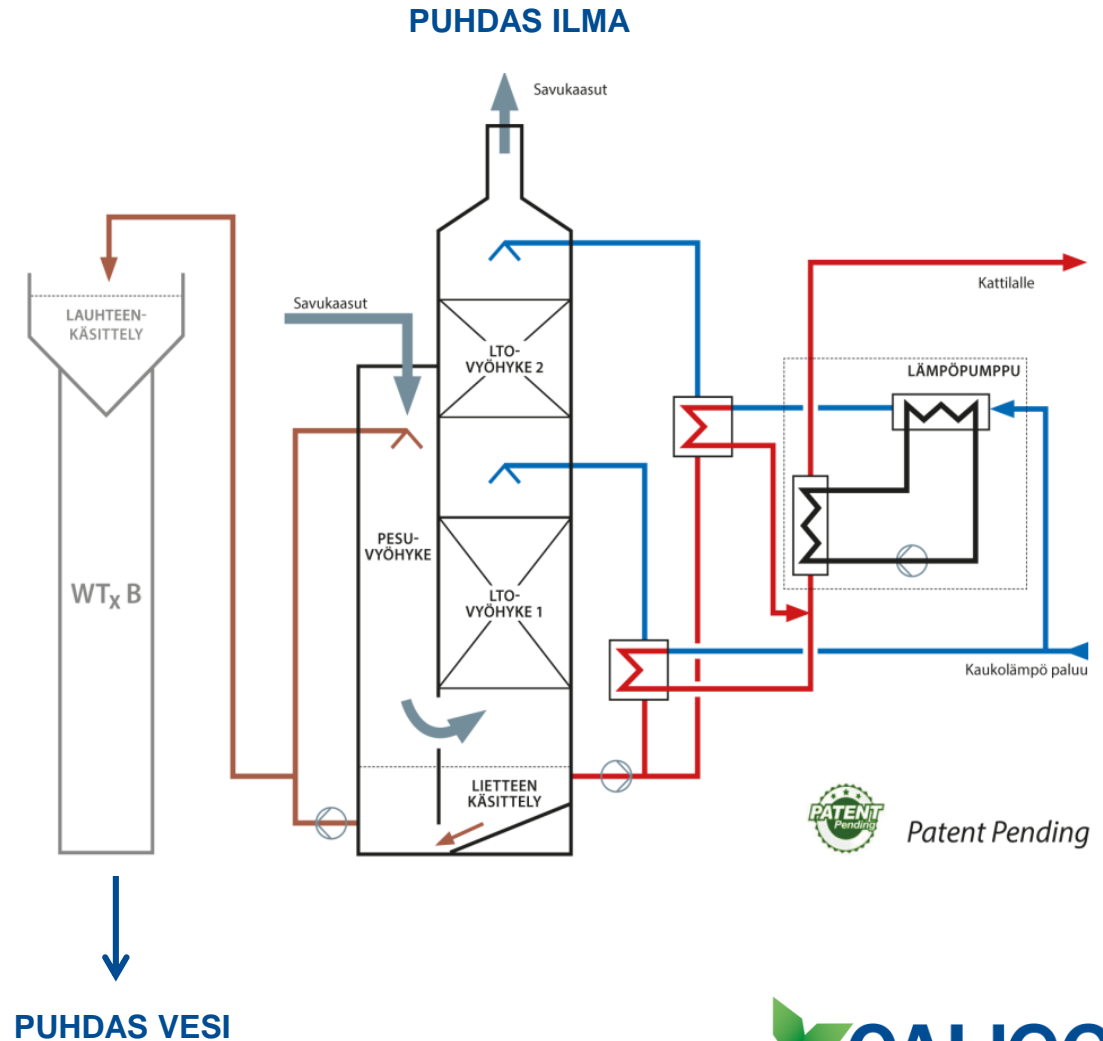 PUHDAS ILMA
Savukaasut
Kattilalle
Savukaasut
LAUHTEEN-
KÄSITTELY
LTO-
VYÖHYKE 2
LÄMPÖPUMPPU
PESU-
VYÖHYKE
WTX B
LTO-
VYÖHYKE 1
Kaukolämpö paluu
LIETTEEN
KÄSITTELY
PATENT
Pending
Patent Pending
PUHDAS VESI